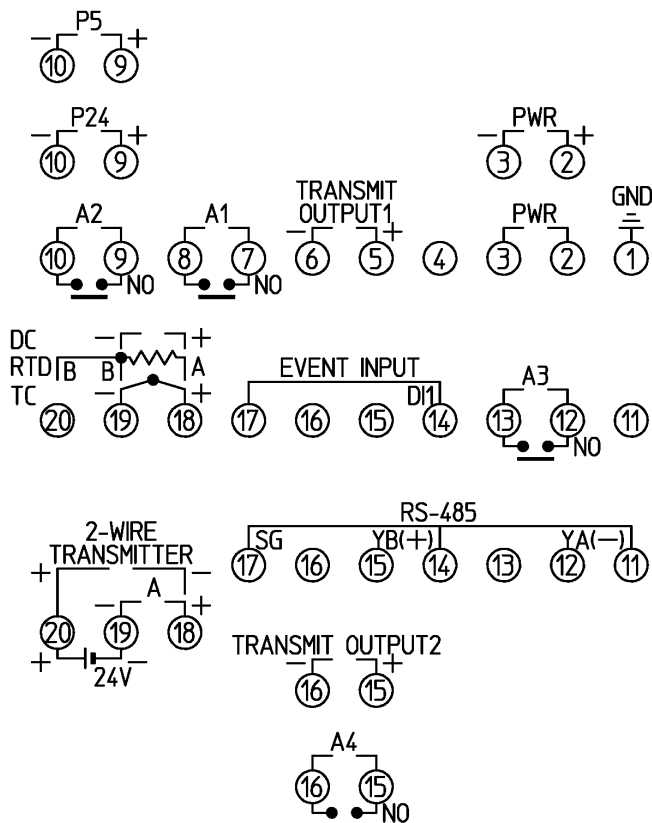 P5
− +
10 9
P24 PWR
− + − +
10 9 3 2
TRANSMIT GND
A2 A1 OUTPUT1 PWR
− +
10 9 8 7 6 5 4 3 2 1
NO NO
DC − +
RTD B B A
EVENT INPUT A3
TC − + DI1
20 19 18 17 16 15 14 13 12 11
NO
RS-485
2-WIRE SG YB(+) YA(−)
TRANSMITTER
17 16 15 14 13 12 11
+ −
A
− +
20 19 18
TRANSMIT OUTPUT2
+ − − +
24V
16 15
A4
16 15
NO